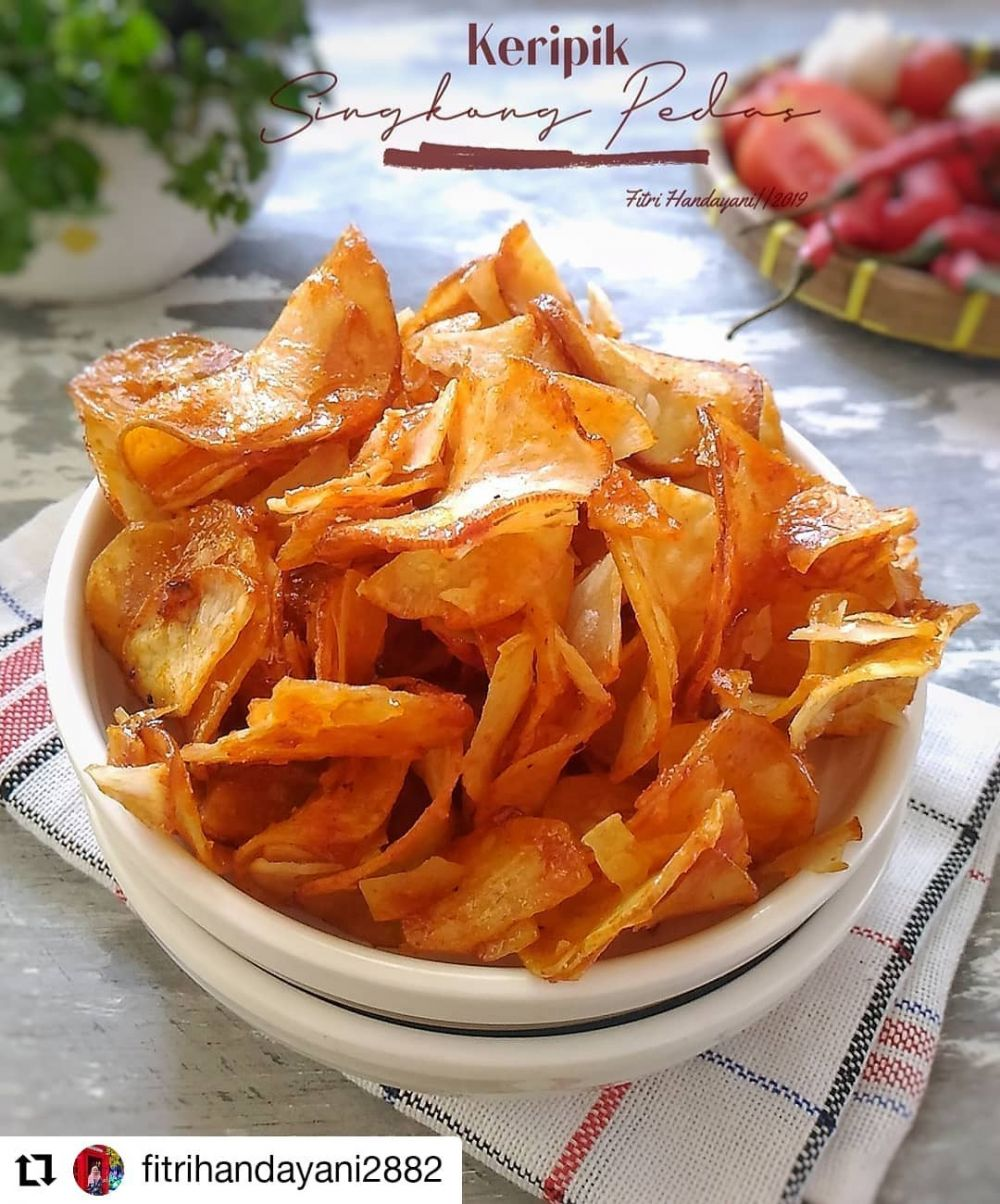 Keripik
Singkong Pedas
Fitri Handayani//2019
fitrihandayani2882